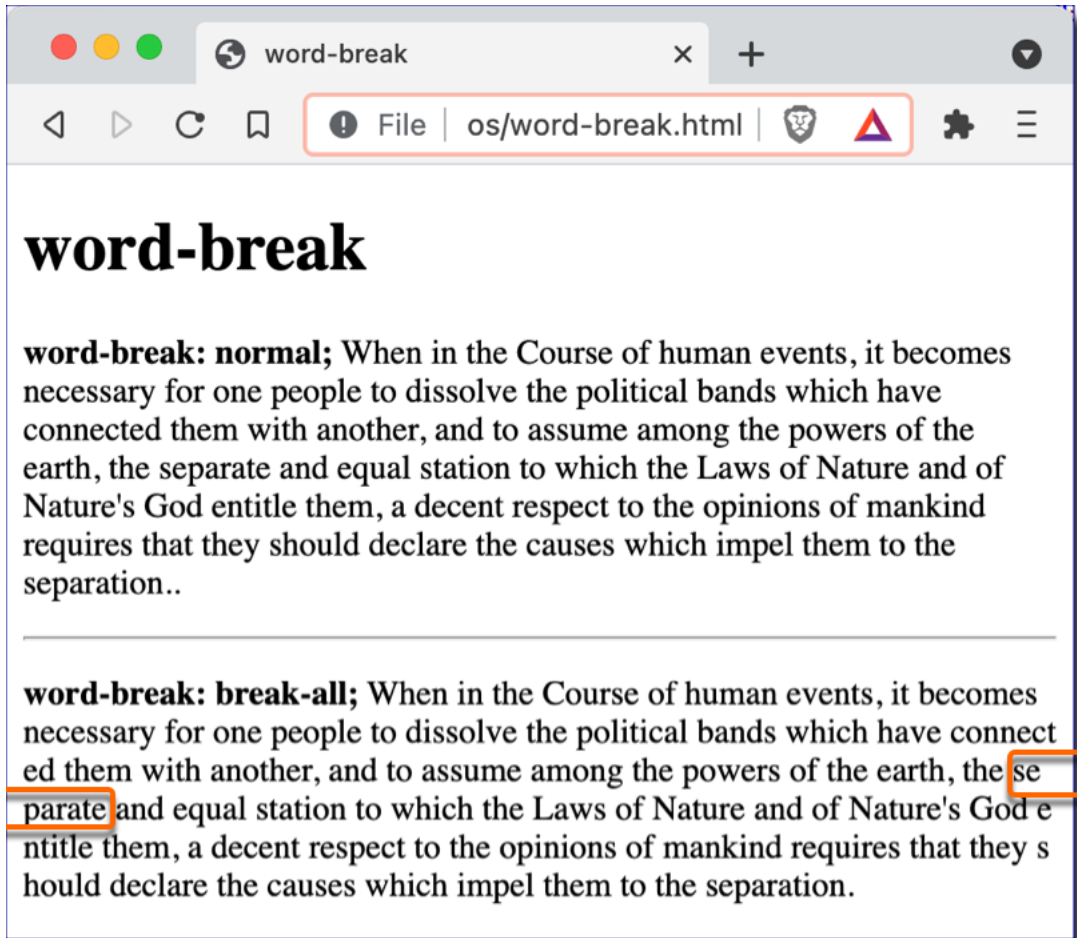 word-break
File os/word-break.html
word-break
word-break: normal; When in the Course of human events, it becomes
necessary for one people to dissolve the political bands which have
connected them with another, and to assume among the powers of the
earth, the separate and equal station to which the Laws of Nature and of
Nature's God entitle them, a decent respect to the opinions of mankind
requires that they should declare the causes which impel them to the
separation..
word-break: break-all; When in the Course of human events, it becomes
necessary for one people to dissolve the political bands which have connect
ed them with another, and to assume among the powers of the earth, the se
parate and equal station to which the Laws of Nature and of Nature's God e
ntitle them, a decent respect to the opinions of mankind requires that they s
hould declare the causes which impel them to the separation.